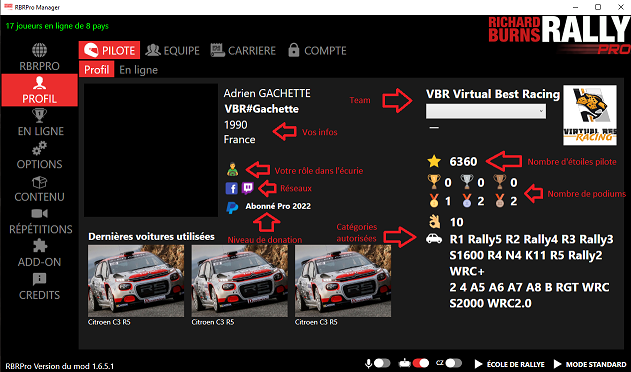 RBRPro Manager
17 joueurs en ligne de 8 pays
RICHARD BURNS RALLY PRO
PILOTE EQUIPE CARRIERE COMPTE
Profil En ligne
RBRPRO
PROFIL
EN LIGNE
OPTIONS
CONTENU
RÉPÉTITIONS
ADD-ON
CREDITS
Adrien GACHETTE
VBR#Gachette
1990
France
Vos infos
Votre rôle dans l'écurie
Réseaux
Abonné Pro 2022
Niveau de donation
Team
VBR Virtual Best Racing
VIRTUAL BES
RACING
6360
Nombre d'étoiles pilote
0 0 0
1 2 2
Nombre de podiums
10
Catégories
autorisées
R1 Rally5 R2 Rally4 R3 Rally3
S1600 R4 N4 K11 R5 Rally2
WRC+
2 4 A5 A6 A7 A8 B RGT WRC
S2000 WRC2.0
Dernières voitures utilisées
Citroen C3 R5
Citroen C3 R5
Citroen C3 R5
RBRPro Version du mod 1.6.5.1
CZ
ÉCOLE DE RALLYE
MODE STANDARD